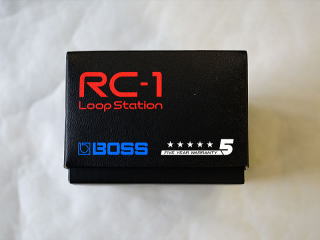 RC-1
Loop Station
BOSS
★★★★★ 5
FIVE YEAR WARRANTY